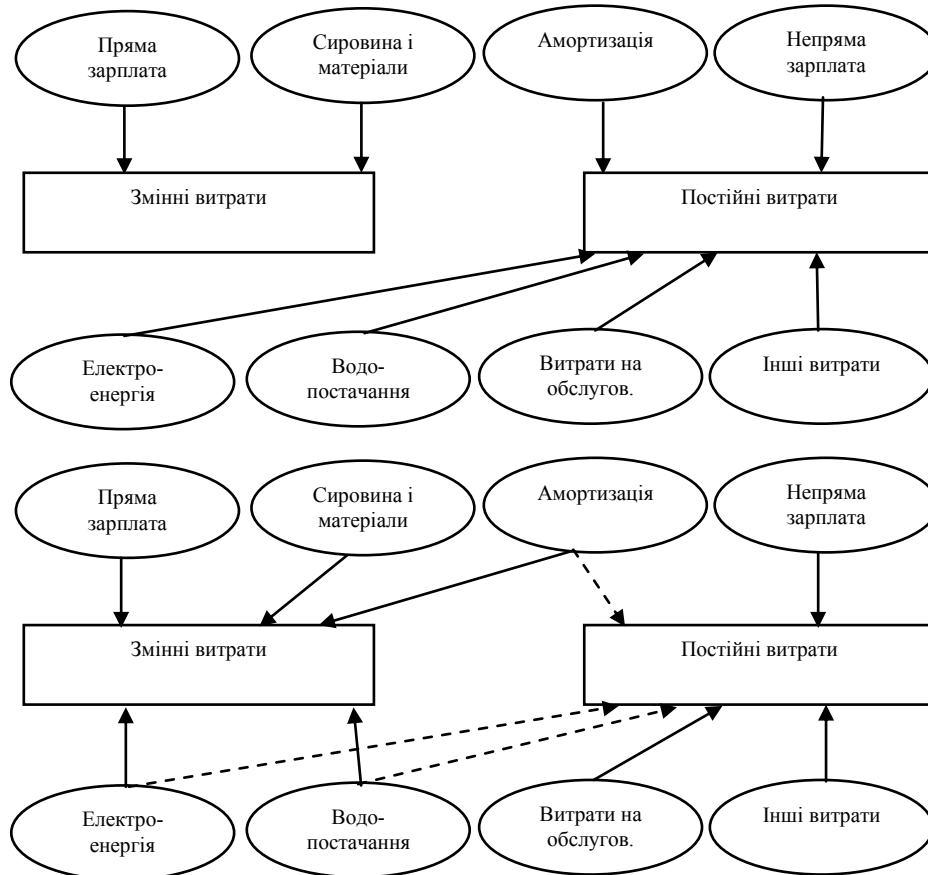 Пряма
зарплата
Сировина і
матеріали
Амортизація
Непряма
зарплата
Змінні витрати
Постійні витрати
Електро-
енергія
Водо-
постачання
Витрати на
обслугов.
Інші витрати
Пряма
зарплата
Сировина і
матеріали
Амортизація
Непряма
зарплата
Змінні витрати
Постійні витрати
Електро-
енергія
Водо-
постачання
Витрати на
обслугов.
Інші витрати